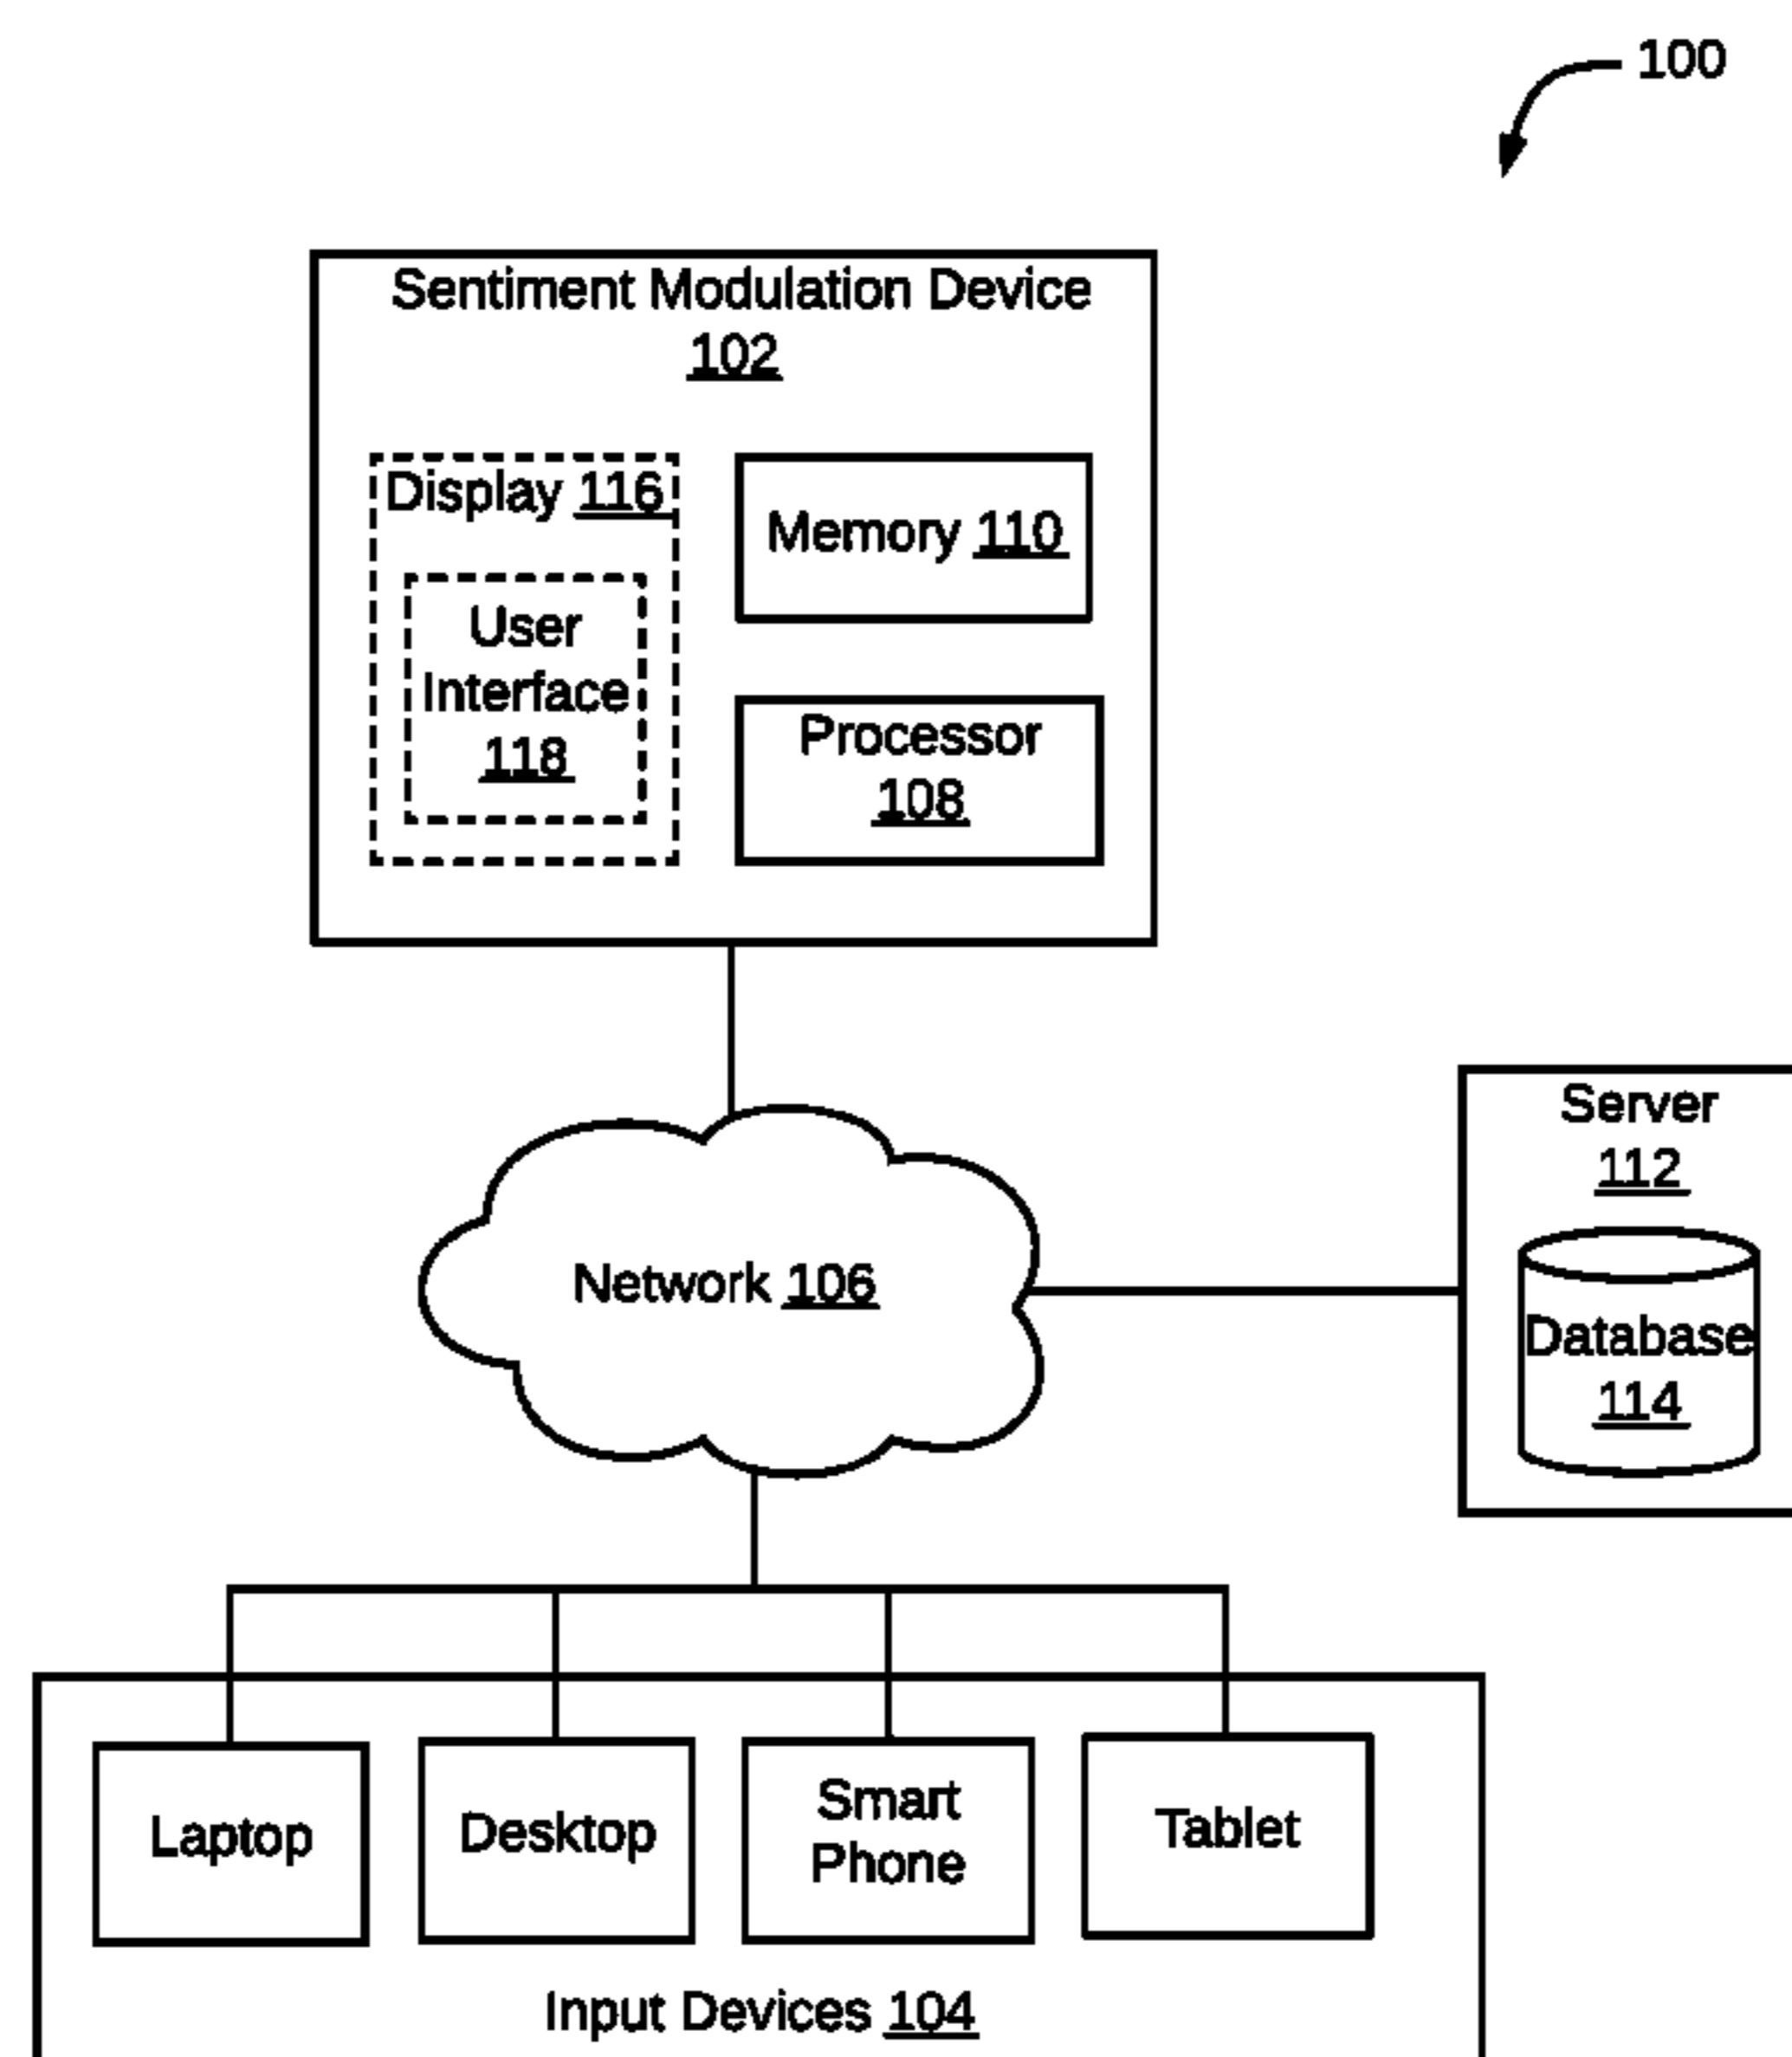 100
Sentiment Modulation Device
102
Display 116
User
Interface
118
Memory 110
Processor
108
Network 106
Server
112
Database
114
Laptop
Desktop
Smart
Phone
Tablet
Input Devices 104